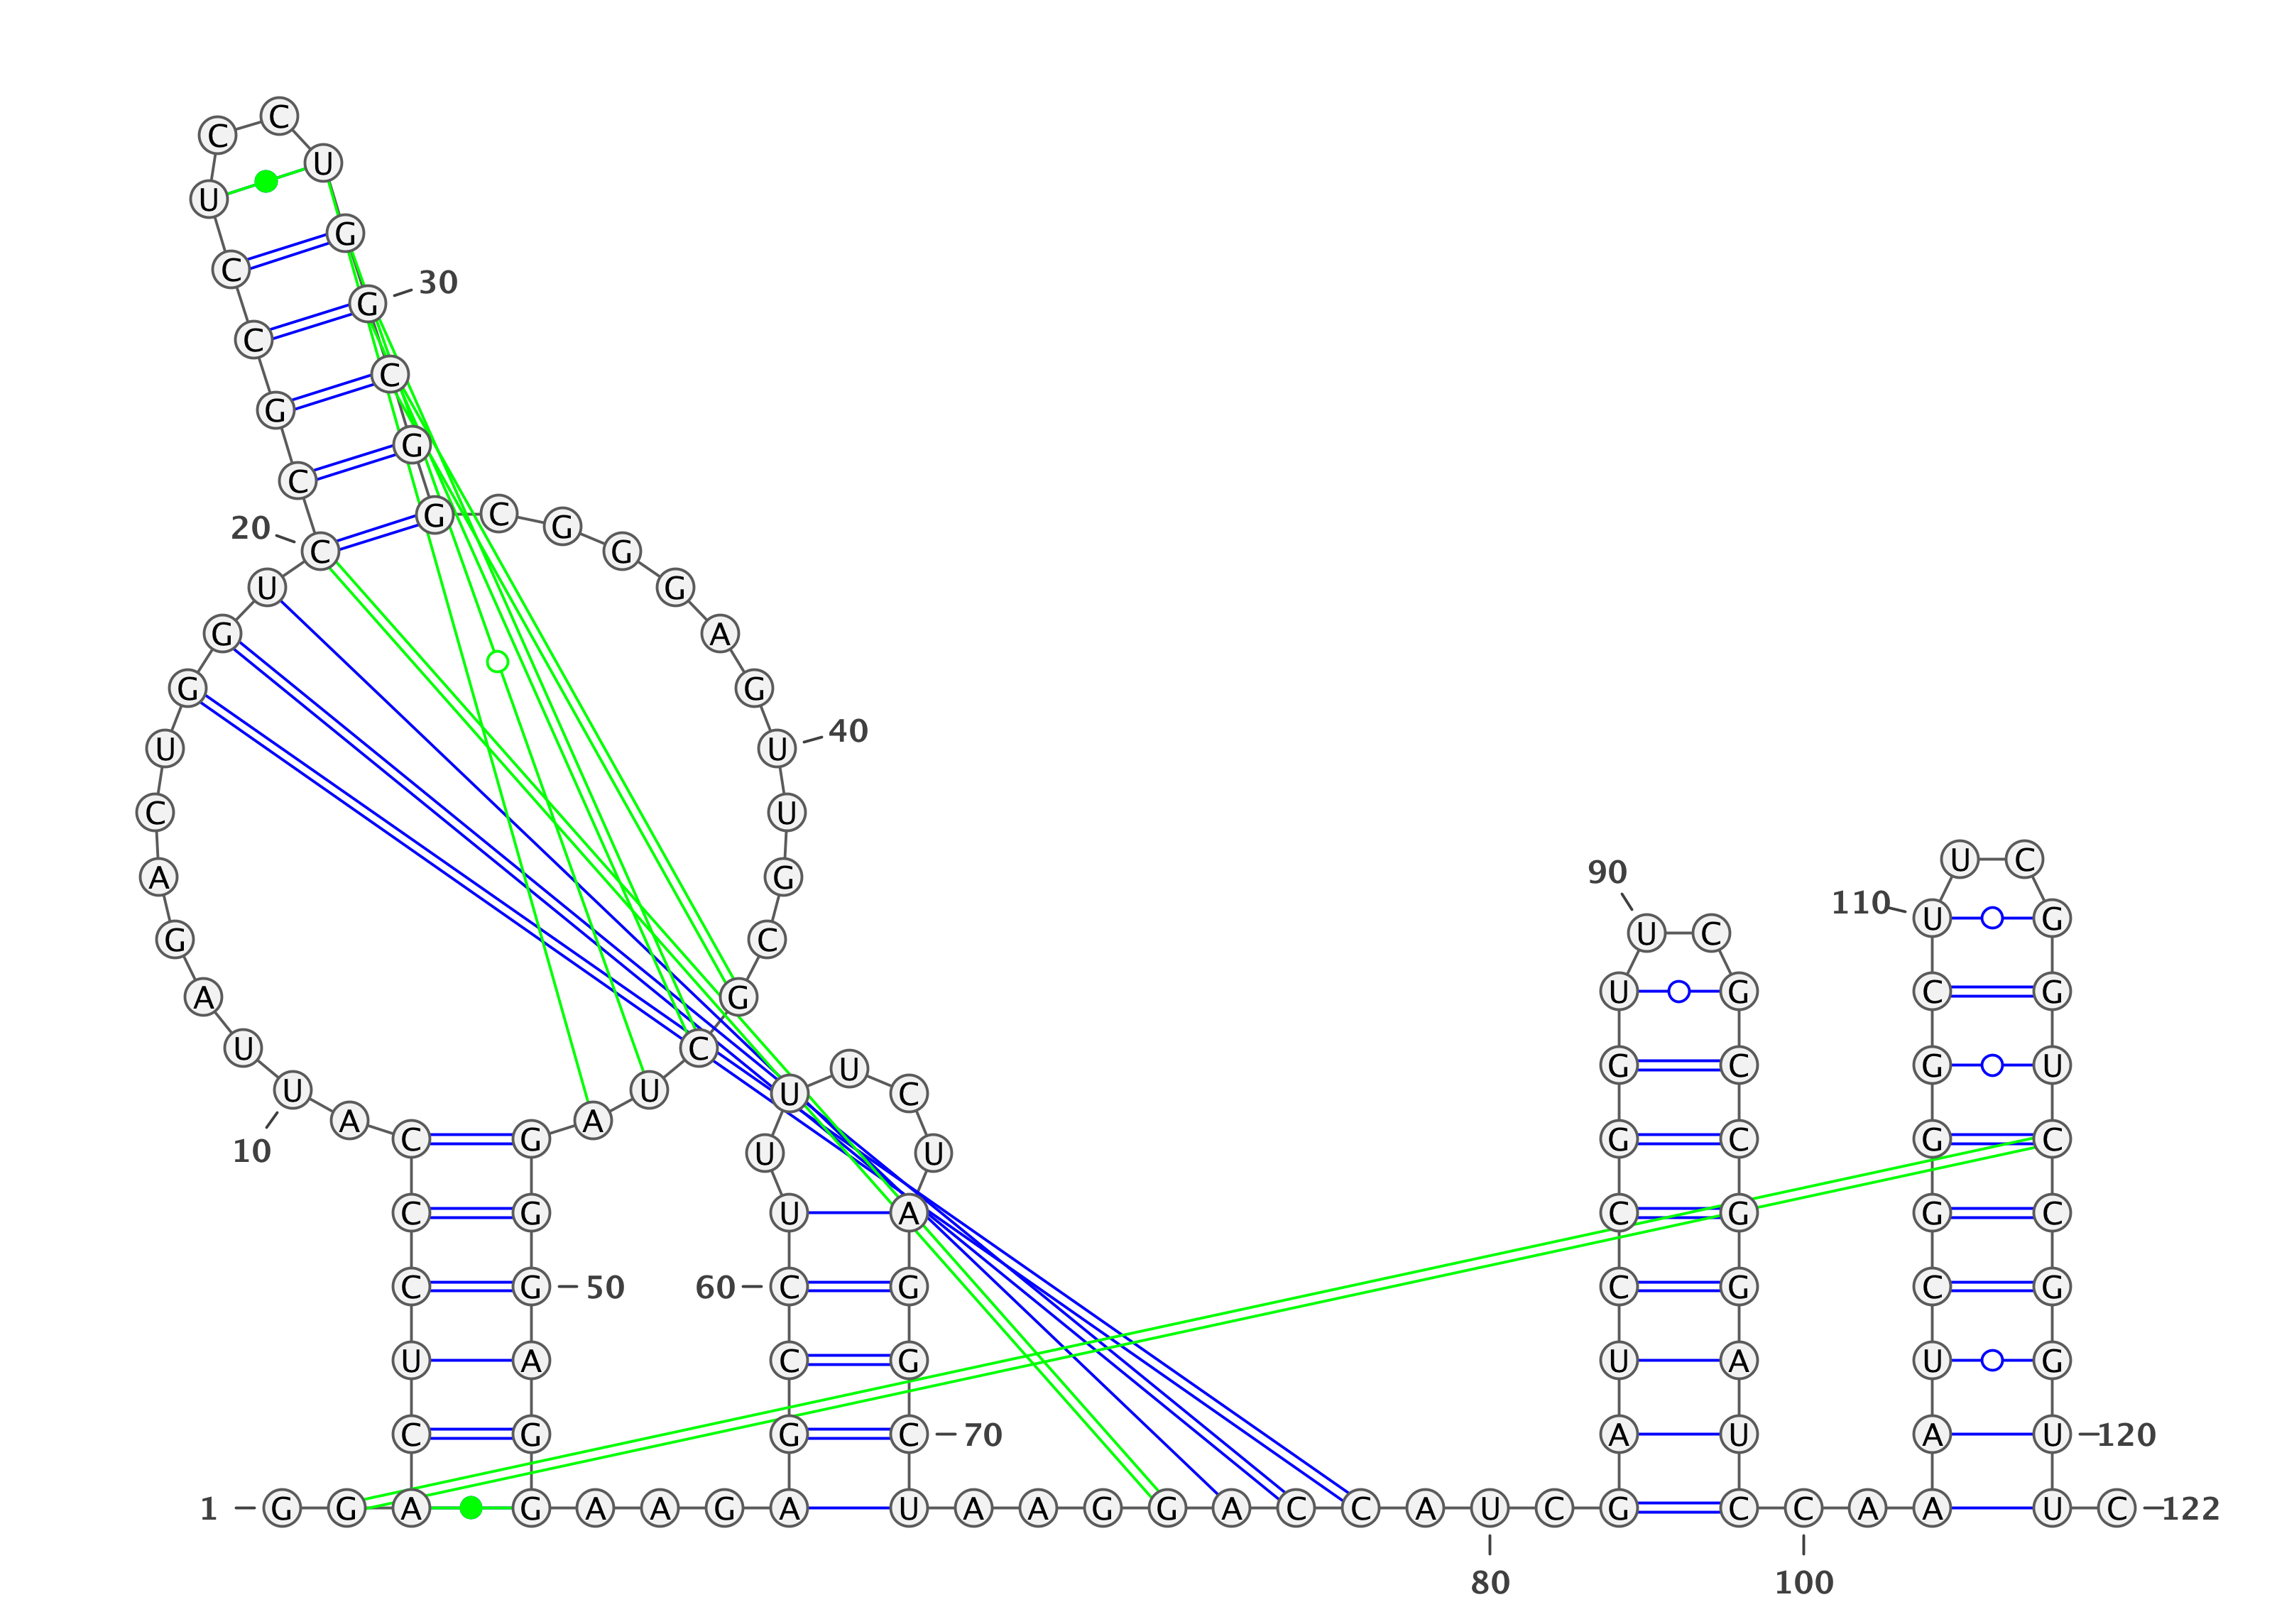 C C
U
U
G
C 30
G
C
C
G
G
C
20 G C G
C G
U G
G A
G G
U U 40
C U
U C
90 A G
110 U G
U C
G C
U G C G
A G
U C U U C
G C G U
U U
A A
C G G C G C
10 U U
C G U A C G G C
C G 50 60 C G C G C G
U A C G U A U G
C G G C 70 A U A U 120
1 G G A G A A G A U A A G G A C C A U C G C C A A U C 122
80 100